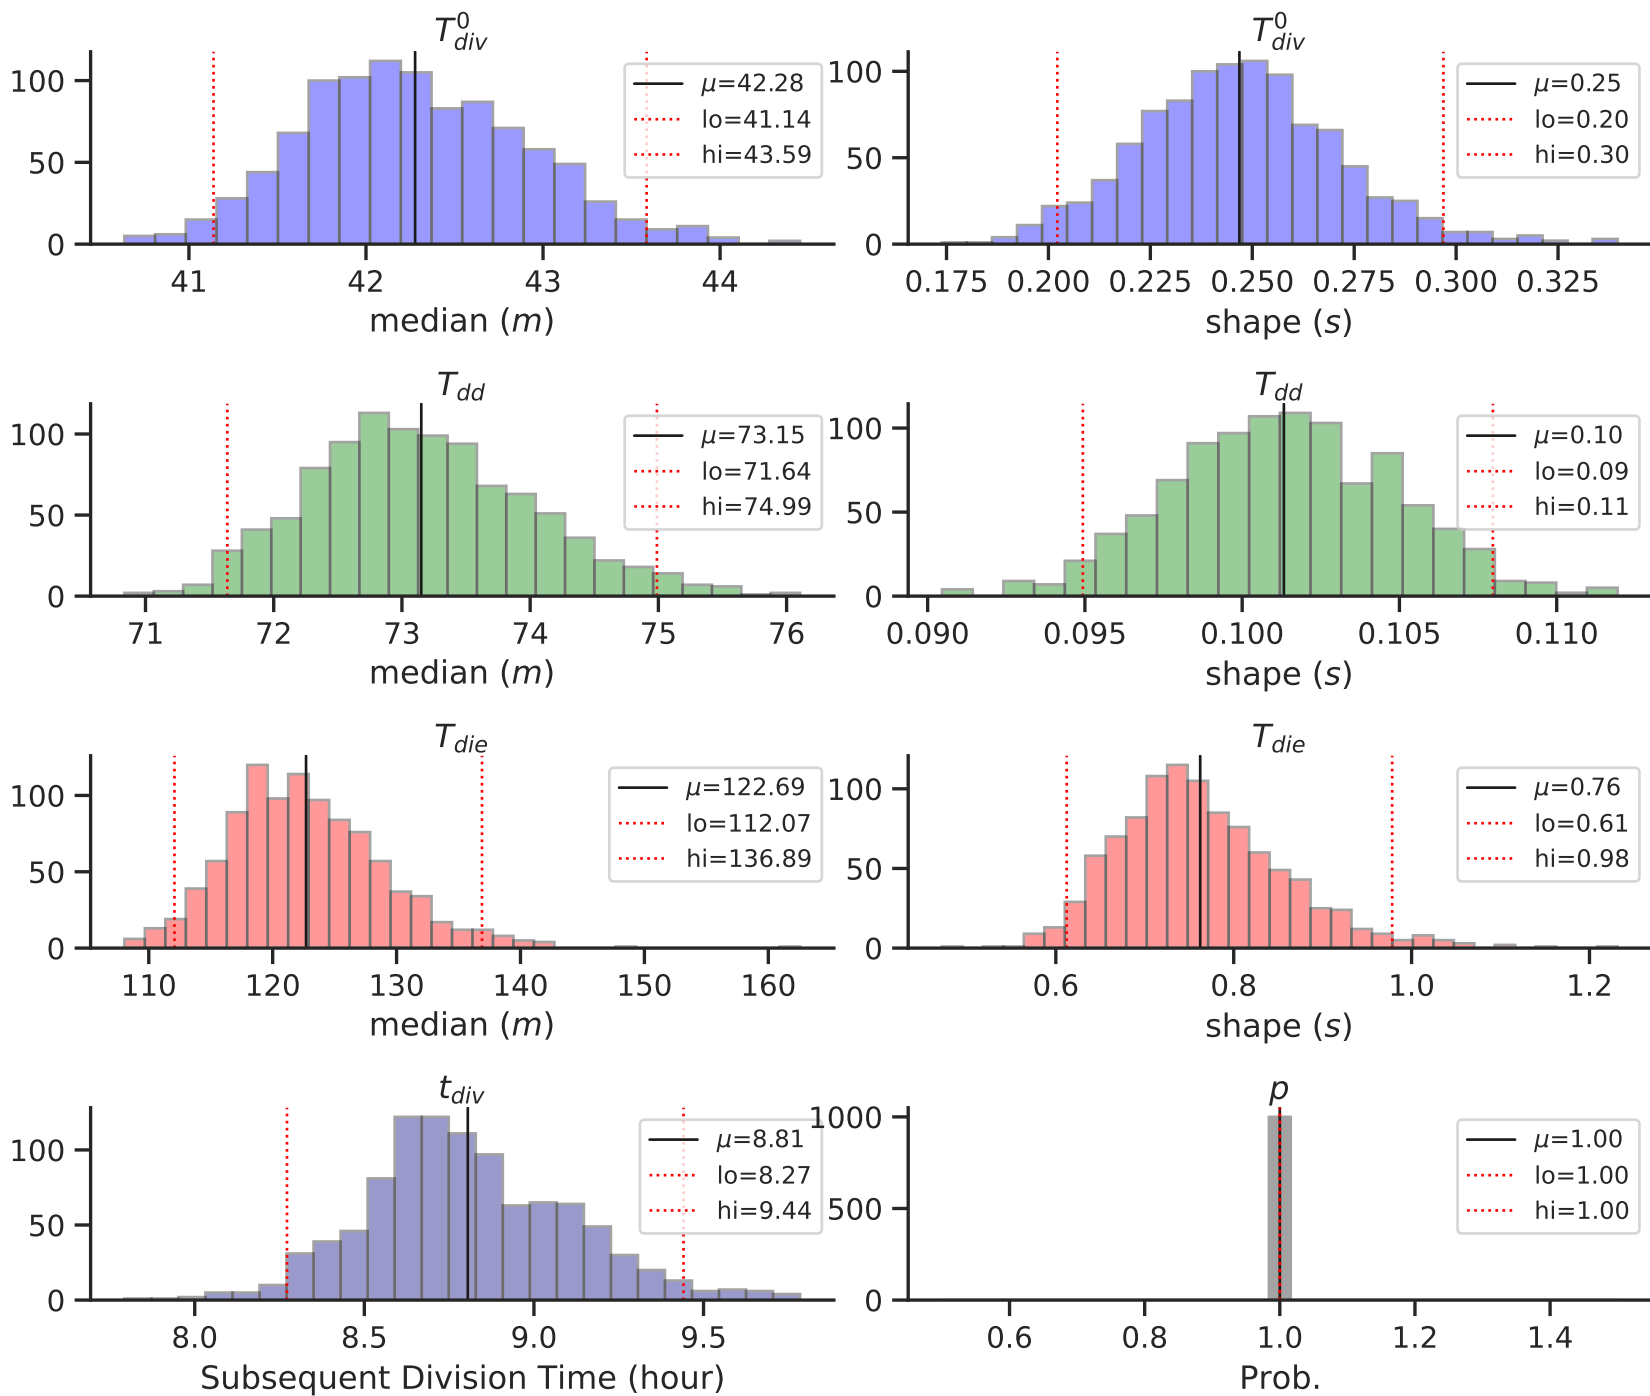 T⁰div
100
50
0
41 42 43 44
median (m)
μ=42.28
lo=41.14
hi=43.59
T⁰div
100
50
0
0.175 0.200 0.225 0.250 0.275 0.300 0.325
shape (s)
μ=0.25
lo=0.20
hi=0.30
Tdd
100
50
0
71 72 73 74 75 76
median (m)
μ=73.15
lo=71.64
hi=74.99
Tdd
100
50
0
0.090 0.095 0.100 0.105 0.110
shape (s)
μ=0.10
lo=0.09
hi=0.11
Tdie
100
50
0
110 120 130 140 150 160
median (m)
μ=122.69
lo=112.07
hi=136.89
Tdie
100
50
0
0.6 0.8 1.0 1.2
shape (s)
μ=0.76
lo=0.61
hi=0.98
tdiv
100
50
0
8.0 8.5 9.0 9.5
Subsequent Division Time (hour)
μ=8.81
lo=8.27
hi=9.44
p
1000
500
0
0.6 0.8 1.0 1.2 1.4
Prob.
μ=1.00
lo=1.00
hi=1.00